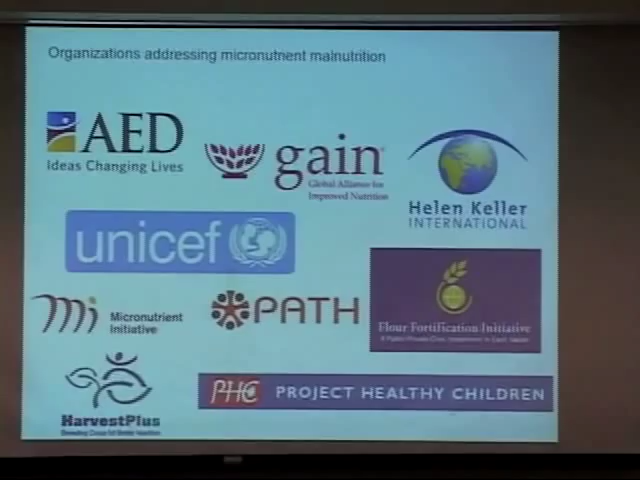 Organizations addressing micronutrient malnutrition
AED
Ideas Changing Lives
gain
Global Alliance for
Improved Nutrition
Helen Keller
INTERNATIONAL
unicef
mi Micronutrient
Initiative
PATH
Flour Fortification Initiative
HarvestPlus
PHC PROJECT HEALTHY CHILDREN